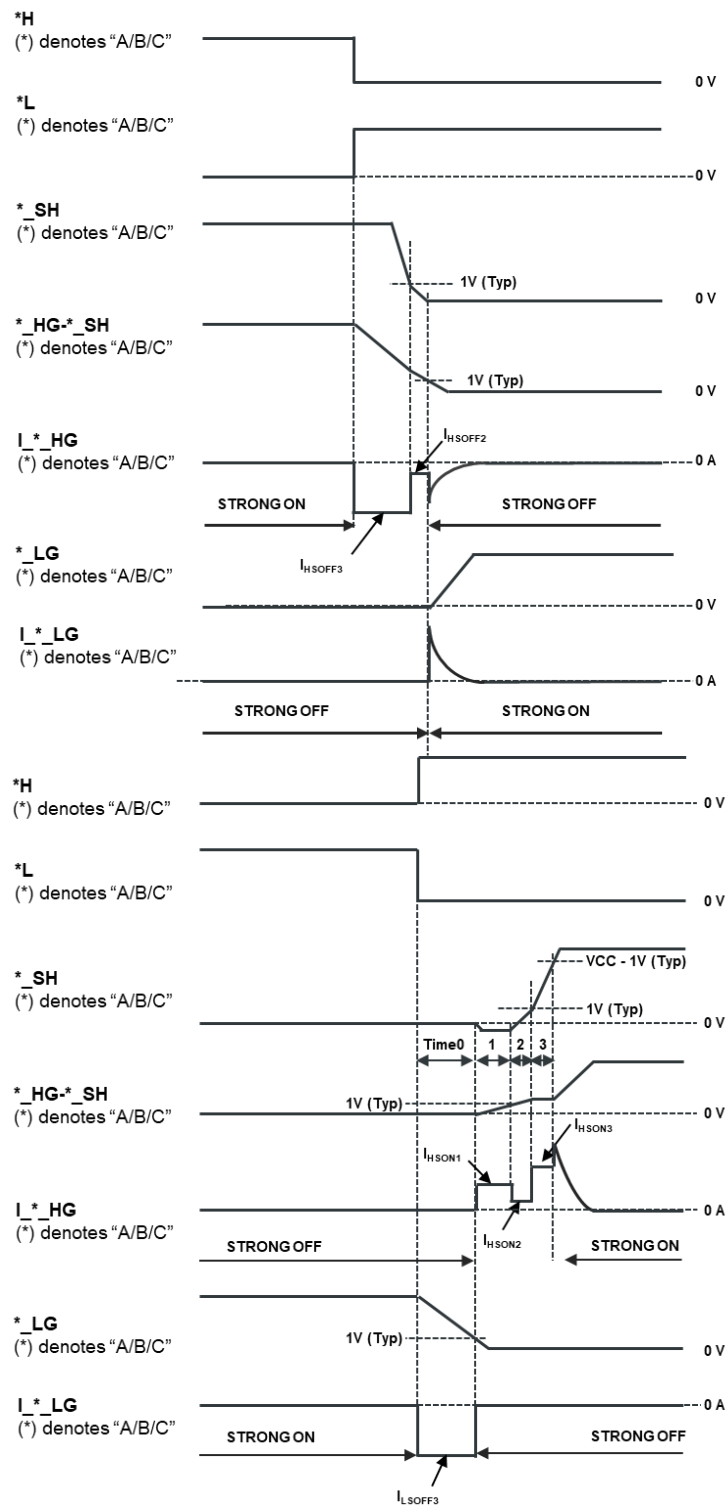 *H
(*) denotes “A/B/C”
0 V
*L
(*) denotes “A/B/C”
0 V
*_SH
(*) denotes “A/B/C”
1V (Typ)
0 V
*_HG-*_SH
(*) denotes “A/B/C”
1V (Typ)
0 V
I_*_HG
(*) denotes “A/B/C”
IHSOFF2
0 A
STRONG ON
STRONG OFF
IHSOFF3
*_LG
(*) denotes “A/B/C”
0 V
I_*_LG
(*) denotes “A/B/C”
0 A
STRONG OFF
STRONG ON
*H
(*) denotes “A/B/C”
0 V
*L
(*) denotes “A/B/C”
0 V
*_SH
(*) denotes “A/B/C”
VCC - 1V (Typ)
1V (Typ)
0 V
Time0 1 2 3
*_HG-*_SH
(*) denotes “A/B/C”
1V (Typ)
0 V
IHSON1
IHSON3
I_*_HG
(*) denotes “A/B/C”
0 A
IHSON2
STRONG OFF
STRONG ON
*_LG
(*) denotes “A/B/C”
1V (Typ)
0 V
I_*_LG
(*) denotes “A/B/C”
0 A
STRONG ON
STRONG OFF
ILSOFF3